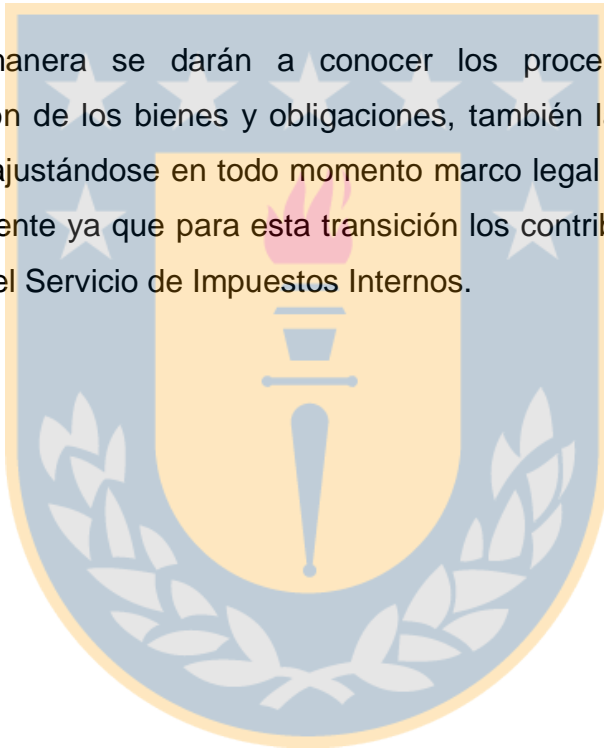 manera se darán a conocer los proce
n de los bienes y obligaciones, también l
ajustándose en todo momento marco legal
ente ya que para esta transición los contrib
el Servicio de Impuestos Internos.